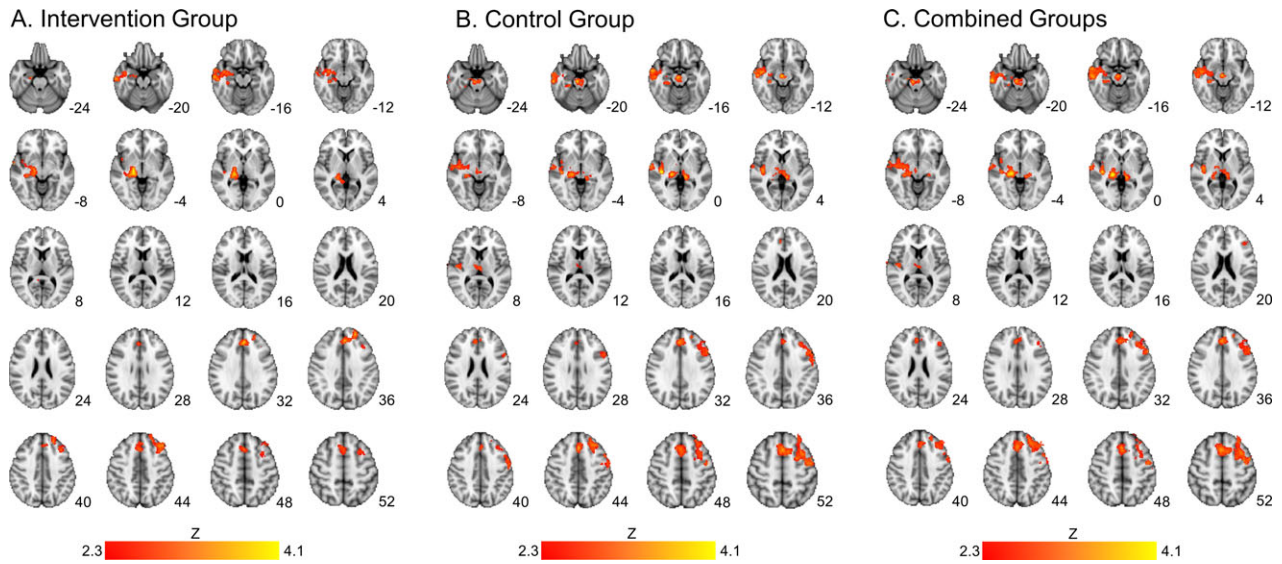 A. Intervention Group
-24 -20 -16 -12
-8 -4 0 4
8 12 16 20
24 28 32 36
40 44 48 52
Z
2.3 4.1
B. Control Group
-24 -20 -16 -12
-8 -4 0 4
8 12 16 20
24 28 32 36
40 44 48 52
Z
2.3 4.1
C. Combined Groups
-24 -20 -16 -12
-8 -4 0 4
8 12 16 20
24 28 32 36
40 44 48 52
Z
2.3 4.1